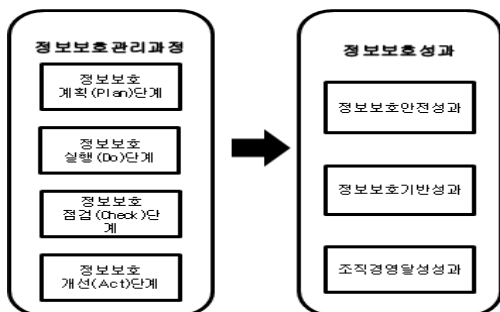 정보보호관리과정
정보보호
계획(Plan)단계
정보보호
실행(Do)단계
정보보호
점검(Check)단
계
정보보호
개선(Act)단계
정보보호성과
정보보호안전성과
정보보호기반성과
조직경영달성성과